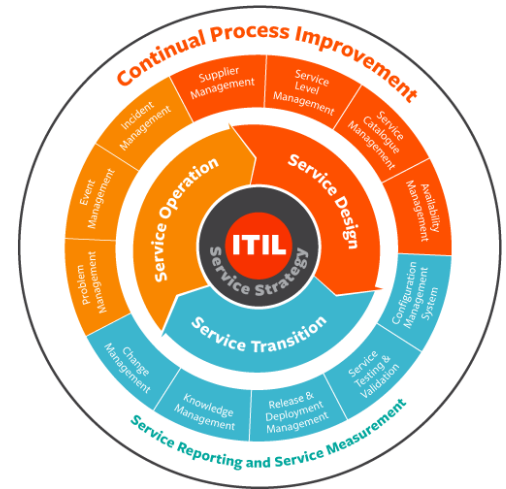 Continual Process Improvement
Supplier
Management
Service
Level
Management
Service
Catalogue
Management
Availability
Management
Configuration
Management
System
Service
Testing &
Validation
Release &
Deployment
Management
Knowledge
Management
Change
Management
Problem
Management
Event
Management
Incident
Management
Service Operation
Service Design
Service Transition
ITIL
Service Strategy
Service Reporting and Service Measurement